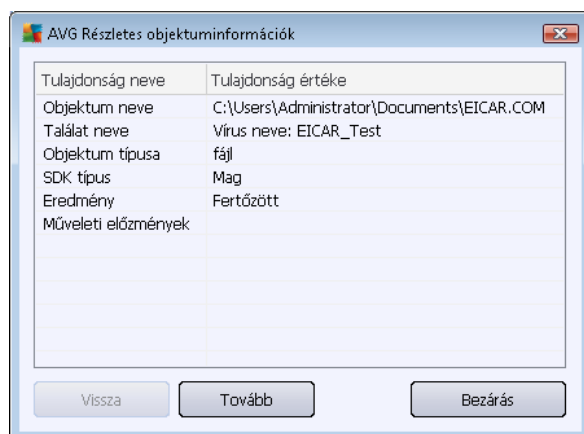 AVG Részletes objektuminformációk
Tulajdonság neve Tulajdonság értéke
Objektum neve C:\Users\Administrator\Documents\EICAR.COM
Találat neve Vírus neve: EICAR_Test
Objektum típusa fájl
SDK típus Mag
Eredmény Fertőzött
Műveleti előzmények
Vissza Tovább Bezárás